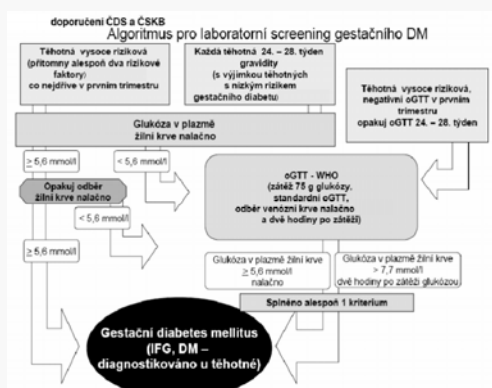 doporučení ČDS a ČSKB
Algoritmus pro laboratorní screening gestačního DM
Těhotná vysoce riziková
(přítomny alespoň dva rizikové
faktory)
co nejdříve v prvním trimestru
Každá těhotná 24. – 28. týden
gravidity
(s výjimkou těhotných
s nízkým rizikem
gestačního diabetu)
Těhotná vysoce riziková,
negativní oGTT v prvním
trimestru
opakuj oGTT 24. – 28. týden
Glukóza v plazmě
žilní krve nalačno
≥ 5,6 mmol/l
< 5,6 mmol/l
Opakuj odběr
žilní krve nalačno
< 5,6 mmol/l
≥ 5,6 mmol/l
oGTT - WHO
(zátěž 75 g glukózy,
standardní oGTT,
odběr venózní krve nalačno
a dvě hodiny po zátěži)
Glukóza v plazmě žilní krve
≥ 5,6 mmol/l
nalačno
Glukóza v plazmě žilní krve
> 7,7 mmol/l
dvě hodiny po zátěži glukózou
Splněno alespoň 1 kriterium
Gestační diabetes mellitus
(IFG, DM –
diagnostikováno u těhotné)